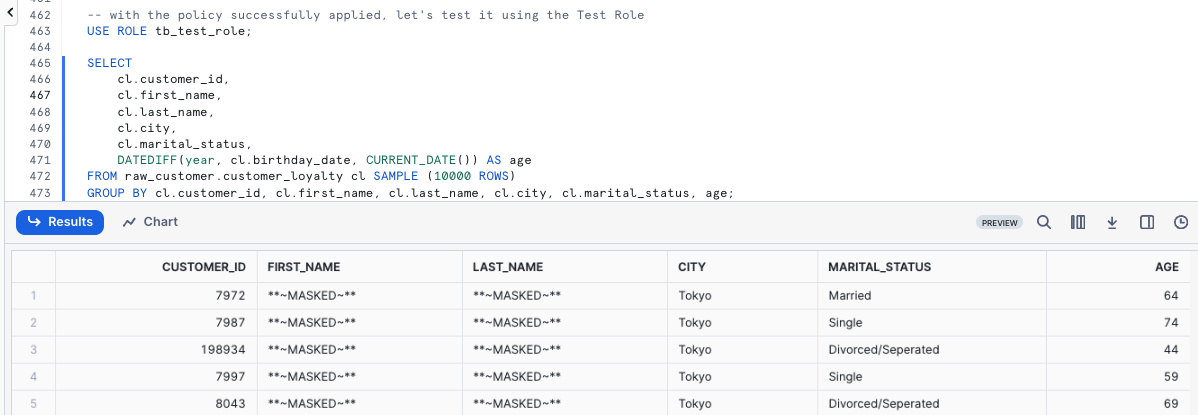 462 -- with the policy successfully applied, let's test it using the Test Role
463 USE ROLE tb_test_role;
464
465 SELECT
466 cl.customer_id,
467 cl.first_name,
468 cl.last_name,
469 cl.city,
470 cl.marital_status,
471 DATEDIFF(year, cl.birthday_date, CURRENT_DATE()) AS age
472 FROM raw_customer.customer_loyalty cl SAMPLE (10000 ROWS)
473 GROUP BY cl.customer_id, cl.first_name, cl.last_name, cl.city, cl.marital_status, age;
Results Chart PREVIEW
CUSTOMER_ID FIRST_NAME LAST_NAME CITY MARITAL_STATUS AGE
1 7972 **~MASKED~** **~MASKED~** Tokyo Married 64
2 7987 **~MASKED~** **~MASKED~** Tokyo Single 74
3 198934 **~MASKED~** **~MASKED~** Tokyo Divorced/Seperated 44
4 7997 **~MASKED~** **~MASKED~** Tokyo Single 59
5 8043 **~MASKED~** **~MASKED~** Tokyo Divorced/Seperated 69